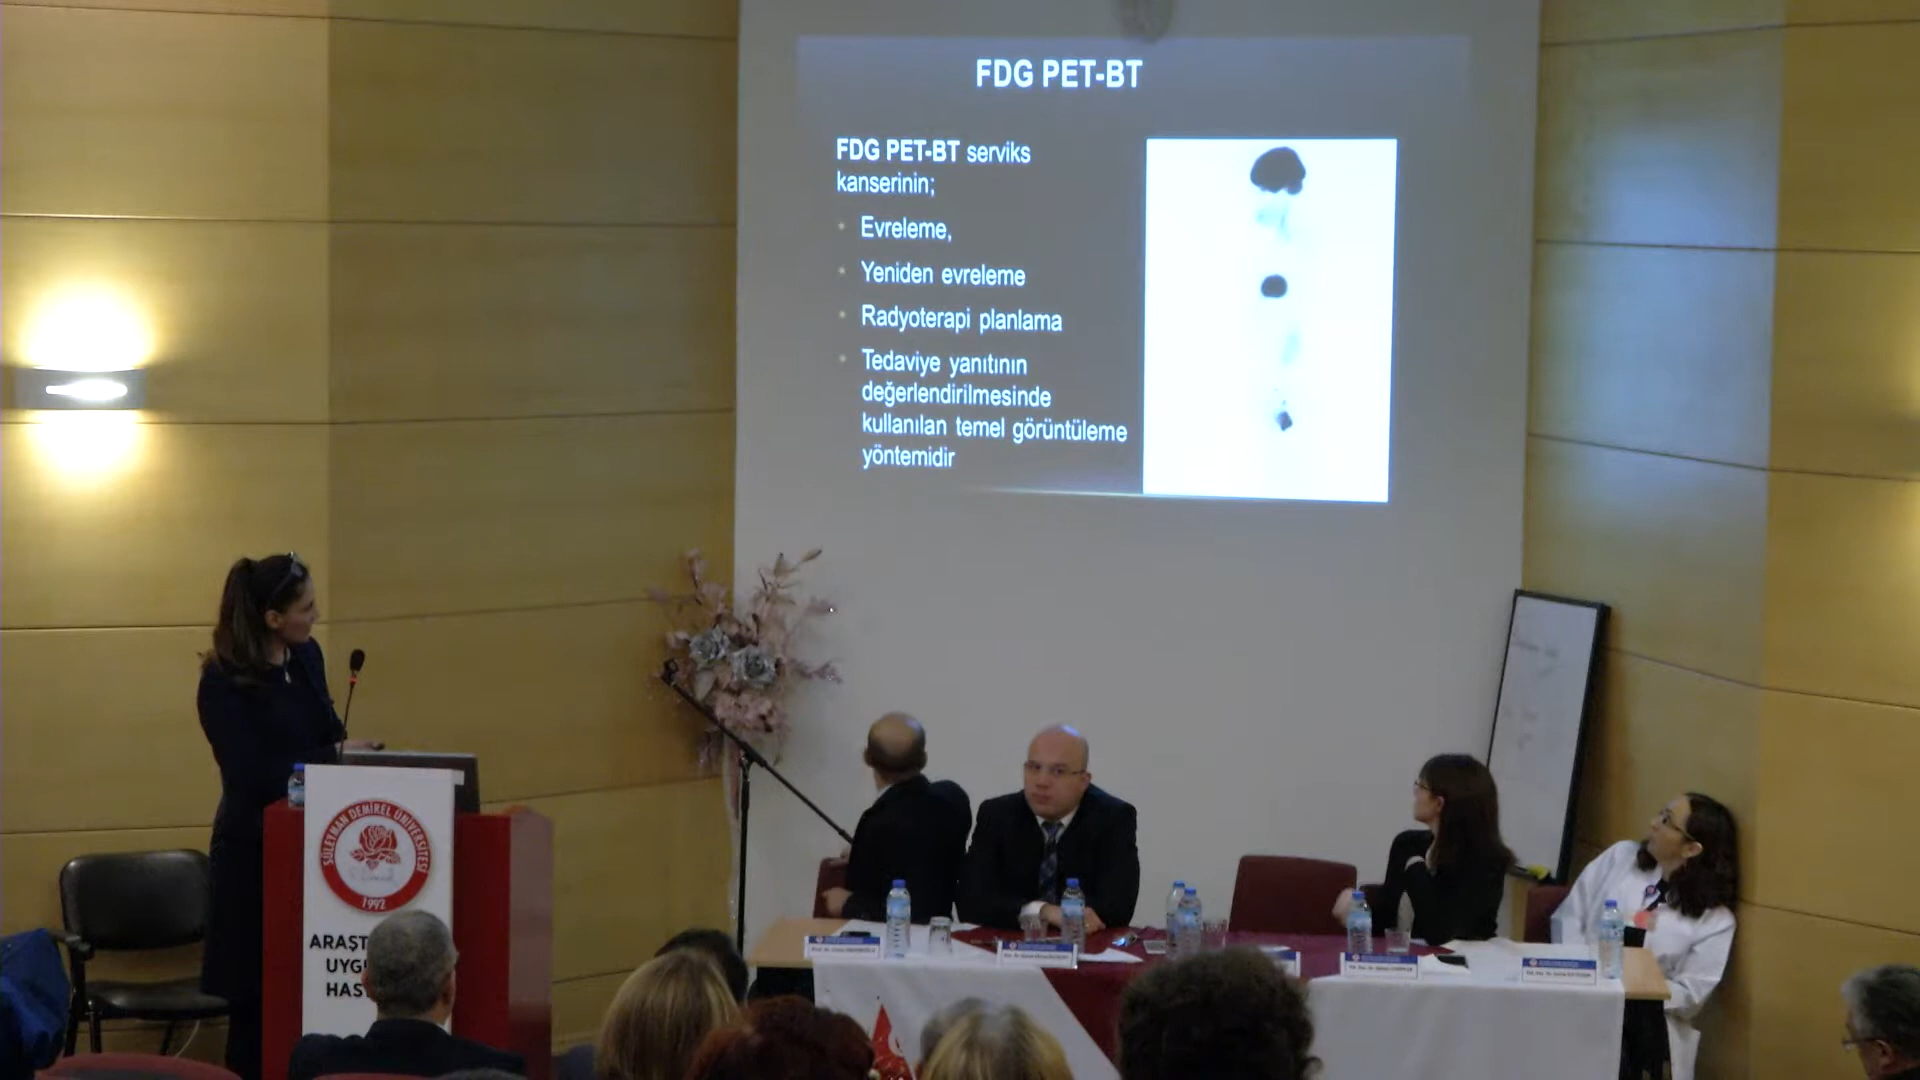 FDG PET-BT
FDG PET-BT serviks
kanserinin;
Evreleme,
Yeniden evreleme
Radyoterapi planlama
Tedaviye yanıtının
değerlendirilmesinde
kullanılan temel görüntüleme
yöntemidir
SÜLEYMAN DEMİREL ÜNİVERSİTESİ
1992
ARAŞT
UYG
HAS